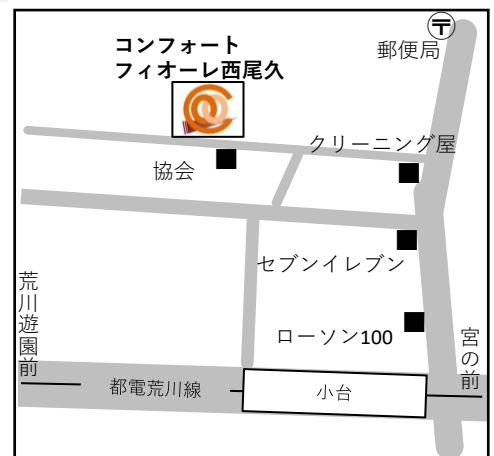 〒
郵便局
コンフォート
フィオーレ西尾久
クリーニング屋
協会
セブンイレブン
荒川遊園前
ローソン100
宮の前
都電荒川線
小台